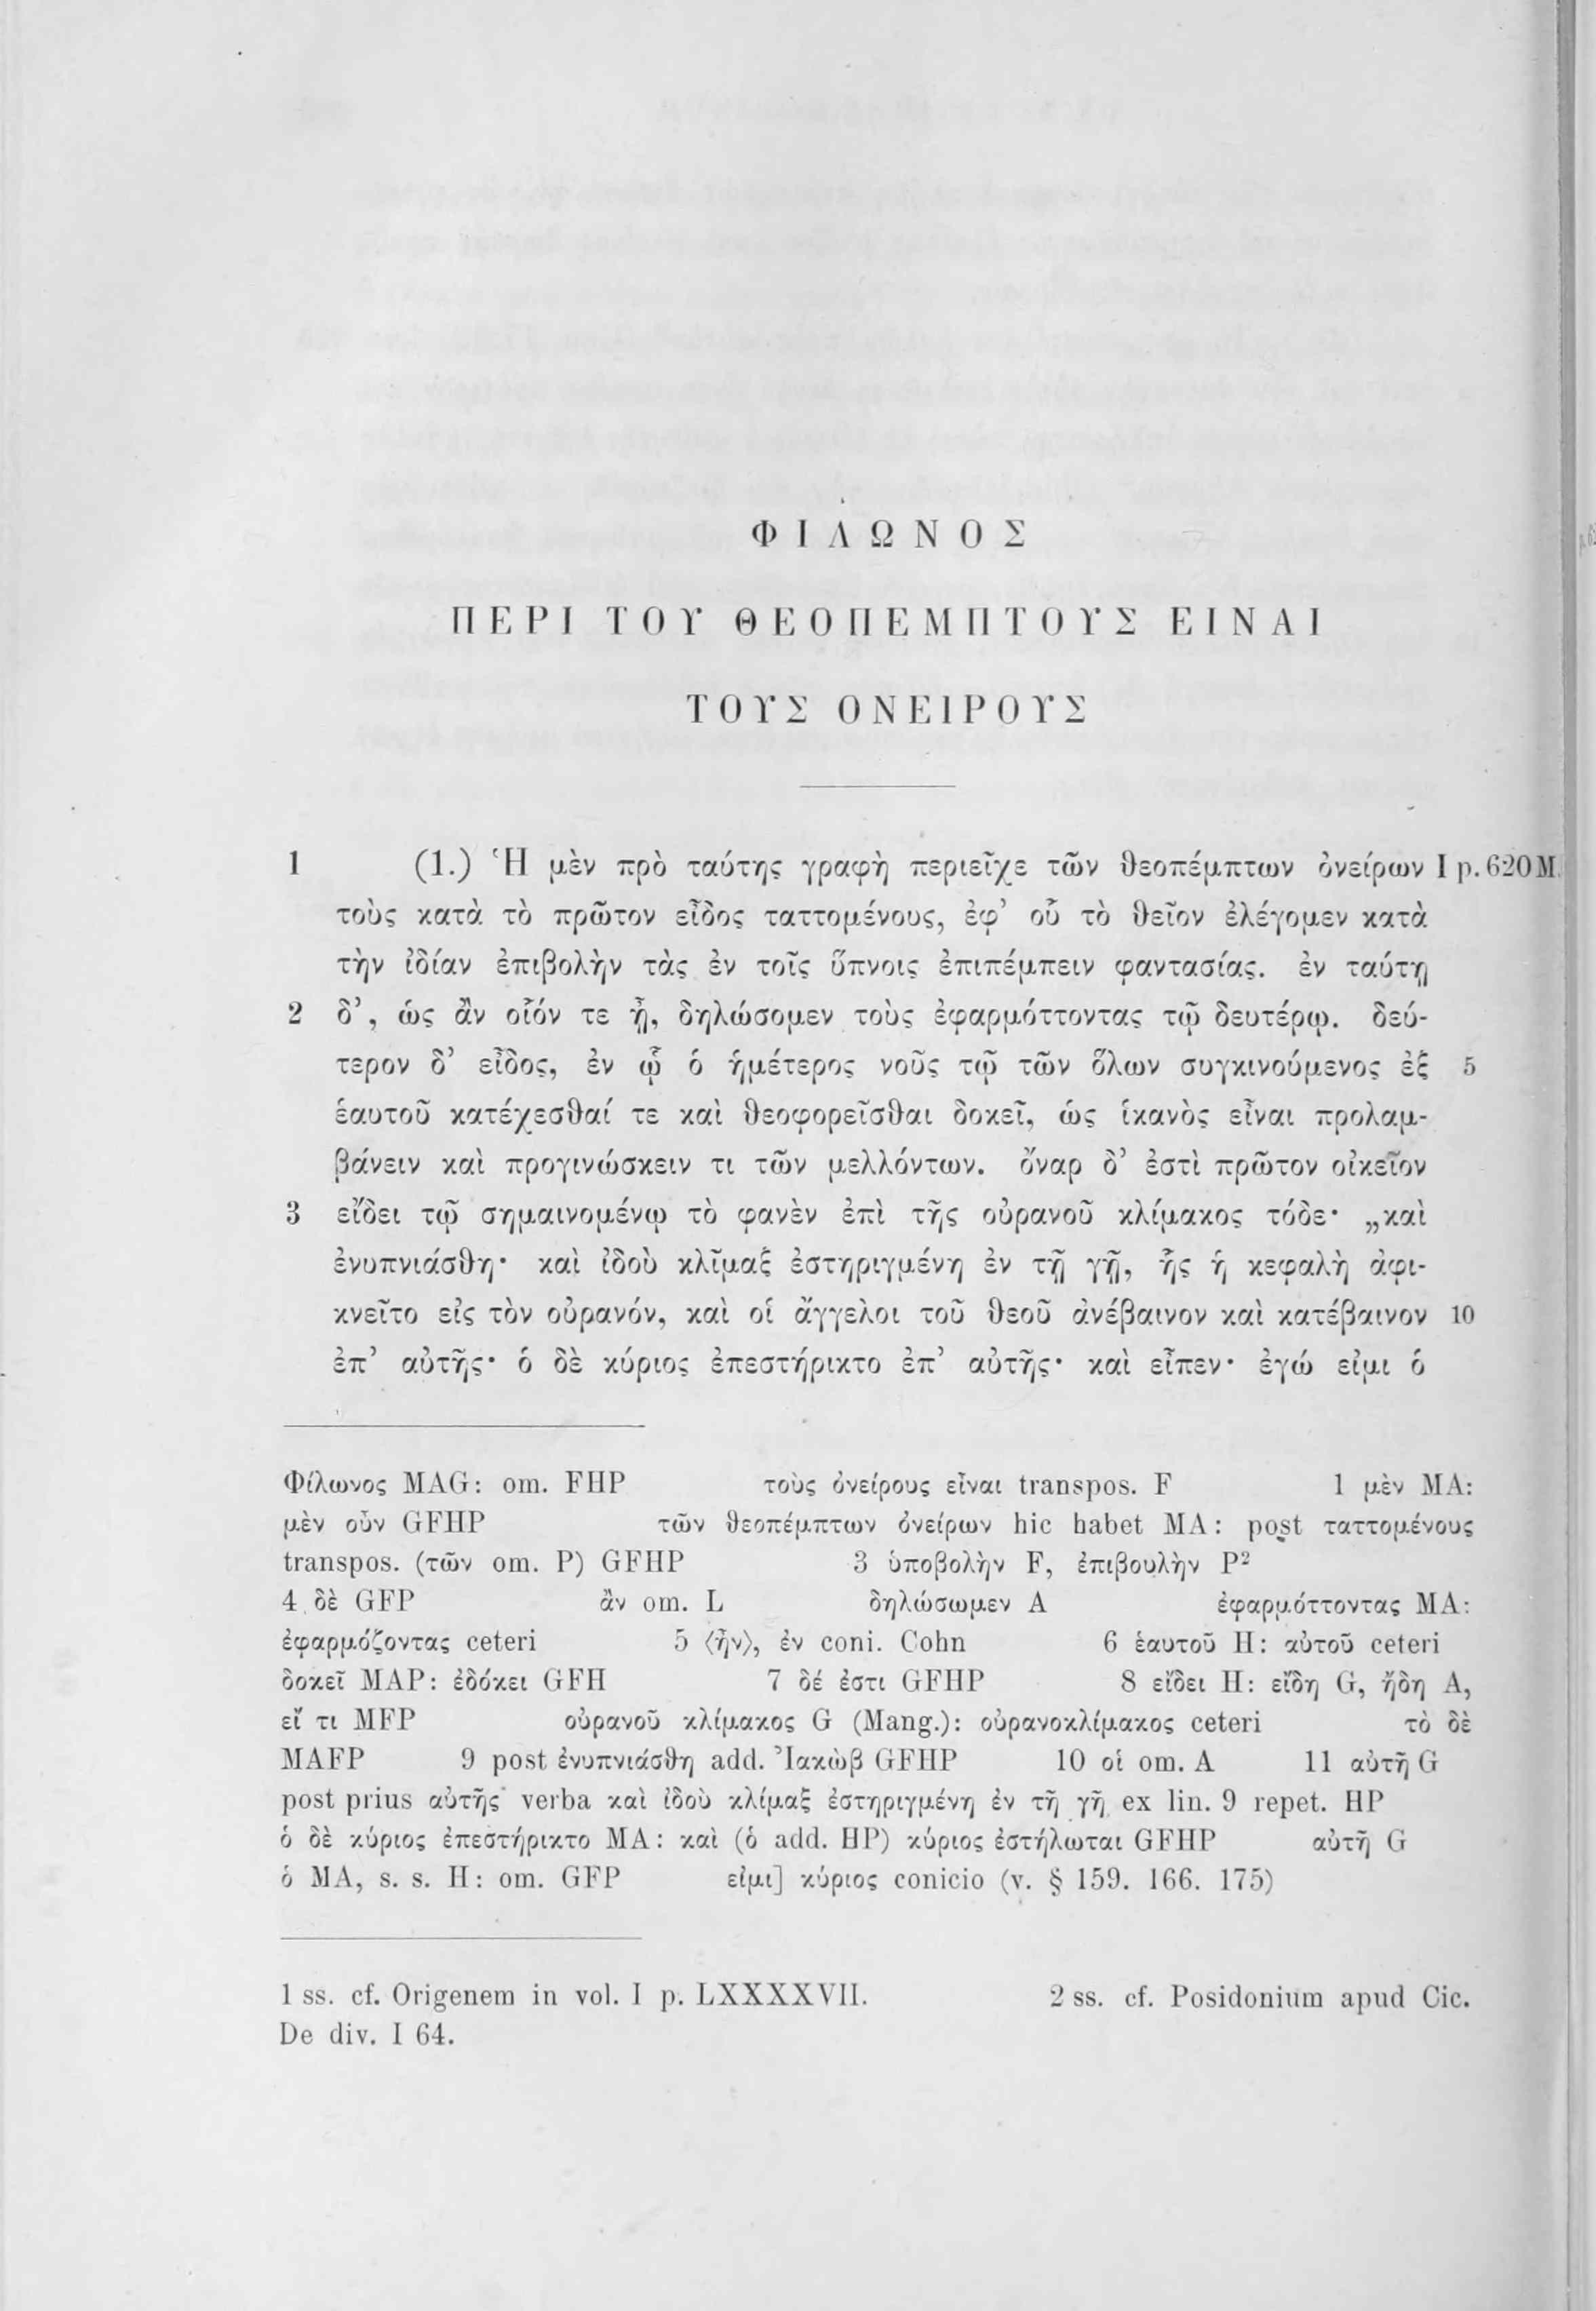 ΦΙΛΩΝΟΣ
ΠΕΡΙ ΤΟΥ ΘΕΟΠΕΜΠΤΟΥΣ ΕΙΝΑΙ
ΤΟΥΣ ΟΝΕΙΡΟΥΣ
1 (1.) Ἡ μὲν πρὸ ταύτης γραφὴ περιεῖχε τῶν θεοπέμπτων ὀνείρων I p. 620 M.
τοὺς κατὰ τὸ πρῶτον εἶδος ταττομένους, ἐφ’ οὗ τὸ θεῖον ἐλέγομεν κατὰ
τὴν ἰδίαν ἐπιβολὴν τὰς ἐν τοῖς ὕπνοις ἐπιπέμπειν φαντασίας. ἐν ταύτῃ
2 δ’, ὡς ἂν οἷόν τε ᾖ, δηλώσομεν τοὺς ἐφαρμόττοντας τῷ δευτέρῳ. δεύ-
τερον δ’ εἶδος, ἐν ᾧ ὁ ἡμέτερος νοῦς τῷ τῶν ὅλων συγκινούμενος ἐξ 5
ἑαυτοῦ κατέχεσθαί τε καὶ θεοφορεῖσθαι δοκεῖ, ὡς ἱκανὸς εἶναι προλαμ-
βάνειν καὶ προγινώσκειν τι τῶν μελλόντων. ὄναρ δ’ ἐστὶ πρῶτον οἰκεῖον
3 εἴδει τῷ σημαινομένῳ τὸ φανὲν ἐπὶ τῆς οὐρανοῦ κλίμακος τόδε· „καὶ
ἐνυπνιάσθη· καὶ ἰδοὺ κλῖμαξ ἐστηριγμένη ἐν τῇ γῇ, ἧς ἡ κεφαλὴ ἀφι-
κνεῖτο εἰς τὸν οὐρανόν, καὶ οἱ ἄγγελοι τοῦ θεοῦ ἀνέβαινον καὶ κατέβαινον 10
ἐπ’ αὐτῆς· ὁ δὲ κύριος ἐπεστήρικτο ἐπ’ αὐτῆς· καὶ εἶπεν· ἐγώ εἰμι ὁ
Φίλωνος MAG: om. FHP τοὺς ὀνείρους εἶναι transpos. F 1 μὲν MA:
μὲν οὖν GFHP τῶν θεοπέμπτων ὀνείρων hic habet MA: post ταττομένους
transpos. (τῶν om. P) GFHP 3 ὑποβολὴν F, ἐπιβουλὴν P²
4 δὲ GFP ἂν om. L δηλώσωμεν A ἐφαρμόττοντας MA:
ἐφαρμόζοντας ceteri 5 ⟨ἦν⟩, ἐν coni. Cohn 6 ἑαυτοῦ H: αὑτοῦ ceteri
δοκεῖ MAP: ἐδόκει GFH 7 δέ ἐστι GFHP 8 εἴδει H: εἴδη G, ἤδη A,
εἴ τι MFP οὐρανοῦ κλίμακος G (Mang.): οὐρανοκλίμακος ceteri τὸ δὲ
MAFP 9 post ἐνυπνιάσθη add. Ἰακὼβ GFHP 10 οἱ om. A 11 αὐτῇ G
post prius αὐτῆς verba καὶ ἰδοὺ κλίμαξ ἐστηριγμένη ἐν τῇ γῇ ex lin. 9 repet. HP
ὁ δὲ κύριος ἐπεστήρικτο MA: καὶ (ὁ add. HP) κύριος ἐστήλωται GFHP αὐτῇ G
ὁ MA, s. s. H: om. GFP εἰμι] κύριος conicio (v. § 159. 166. 175)
1 ss. cf. Origenem in vol. I p. LXXXXVII. 2 ss. cf. Posidonium apud Cic.
De div. I 64.